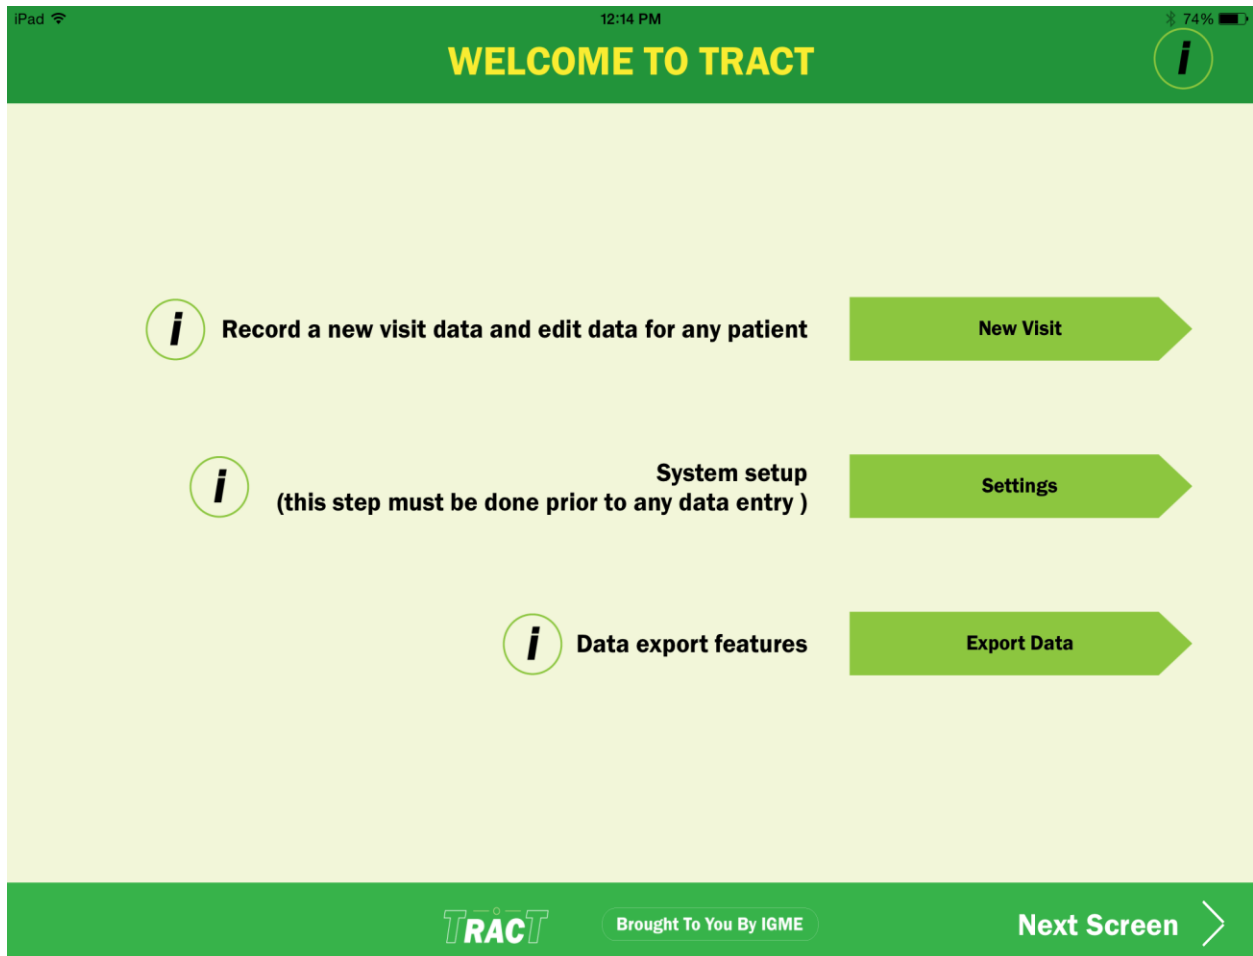 iPad
12:14 PM
74%
WELCOME TO TRACT
i
i
Record a new visit data and edit data for any patient
New Visit
i
System setup
(this step must be done prior to any data entry )
Settings
i
Data export features
Export Data
TRACT
Brought To You By IGME
Next Screen